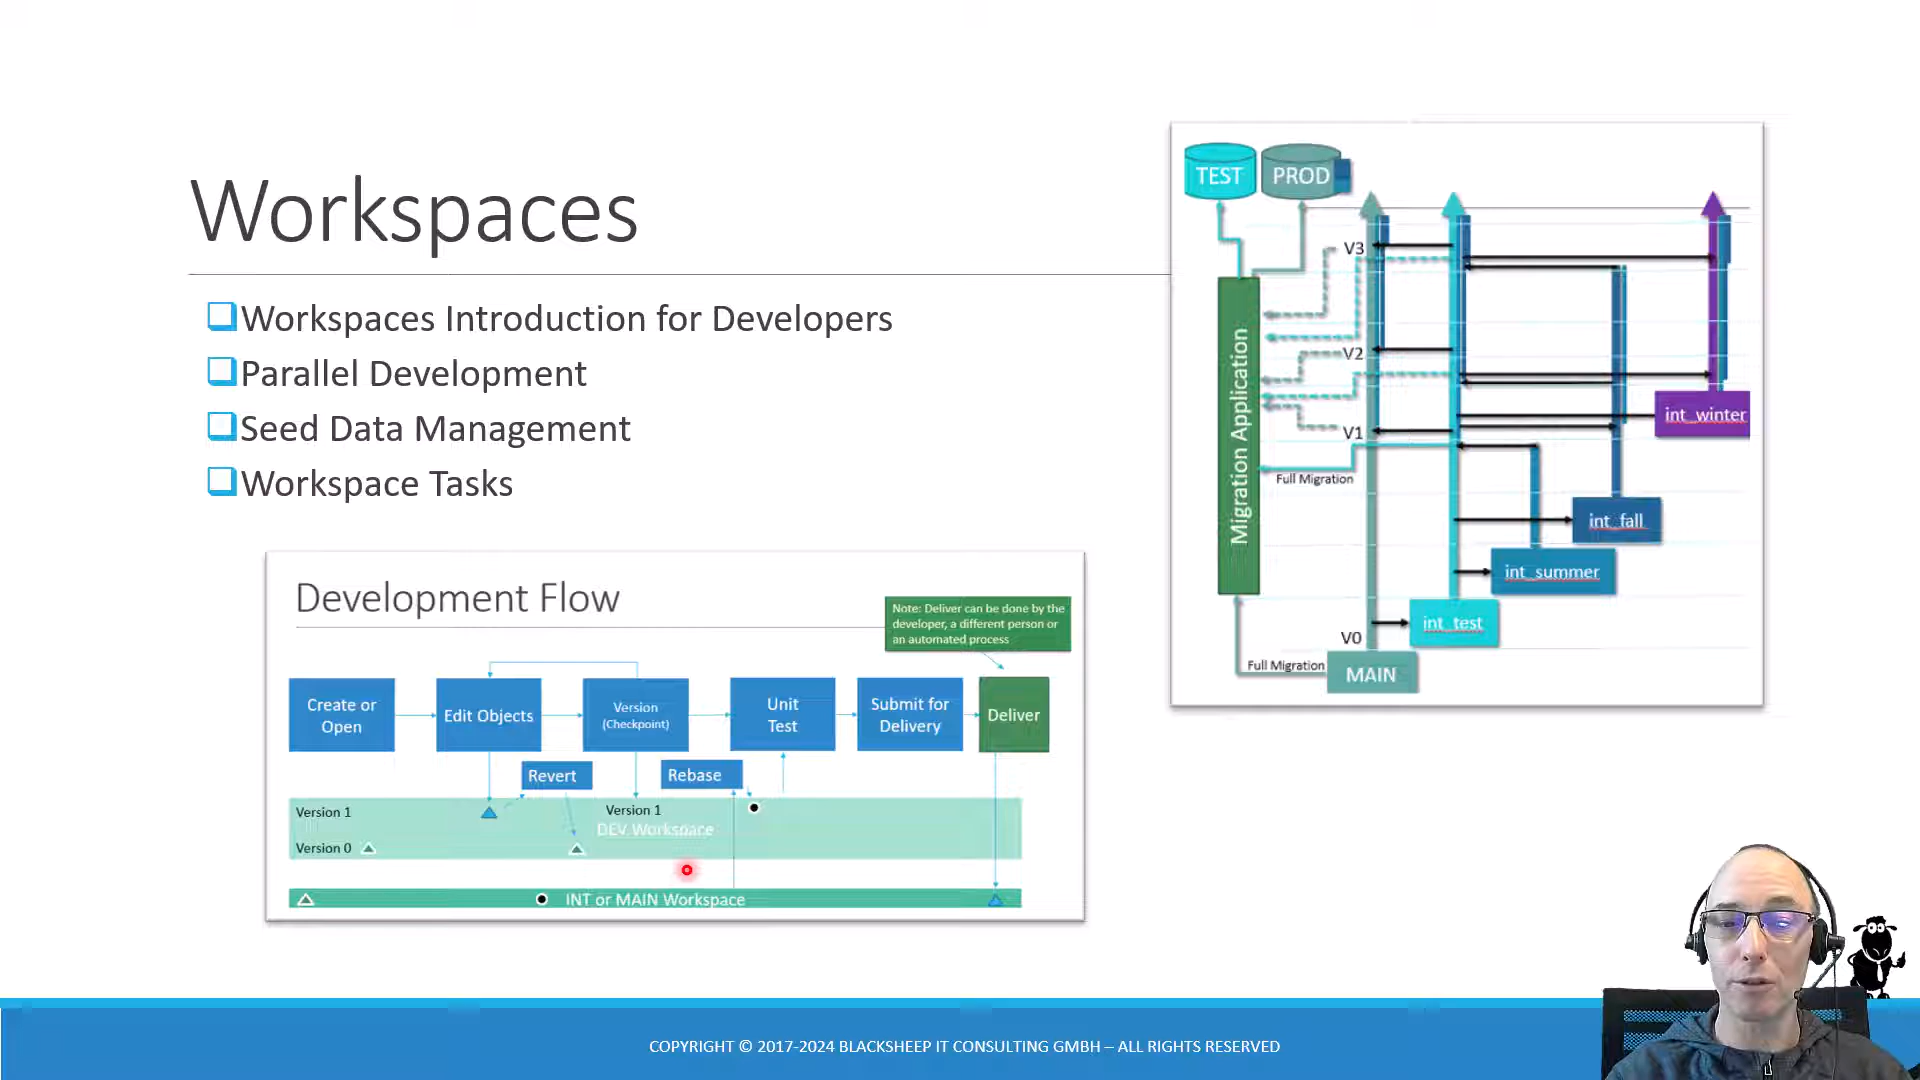 Workspaces
Workspaces Introduction for Developers
Parallel Development
Seed Data Management
Workspace Tasks
Development Flow
Note: Deliver can be done by the
developer, a different person or
an automated process
Create or
Open
Edit Objects
Version
(Checkpoint)
Unit
Test
Submit for
Delivery
Deliver
Revert
Rebase
Version 1
Version 1
DEV Workspace
Version 0
INT or MAIN Workspace
TEST
PROD
V3
V2
V1
Migration Application
Full Migration
int_winter
int_fall
int_summer
int_test
V0
Full Migration
MAIN
COPYRIGHT © 2017-2024 BLACKSHEEP IT CONSULTING GMBH – ALL RIGHTS RESERVED